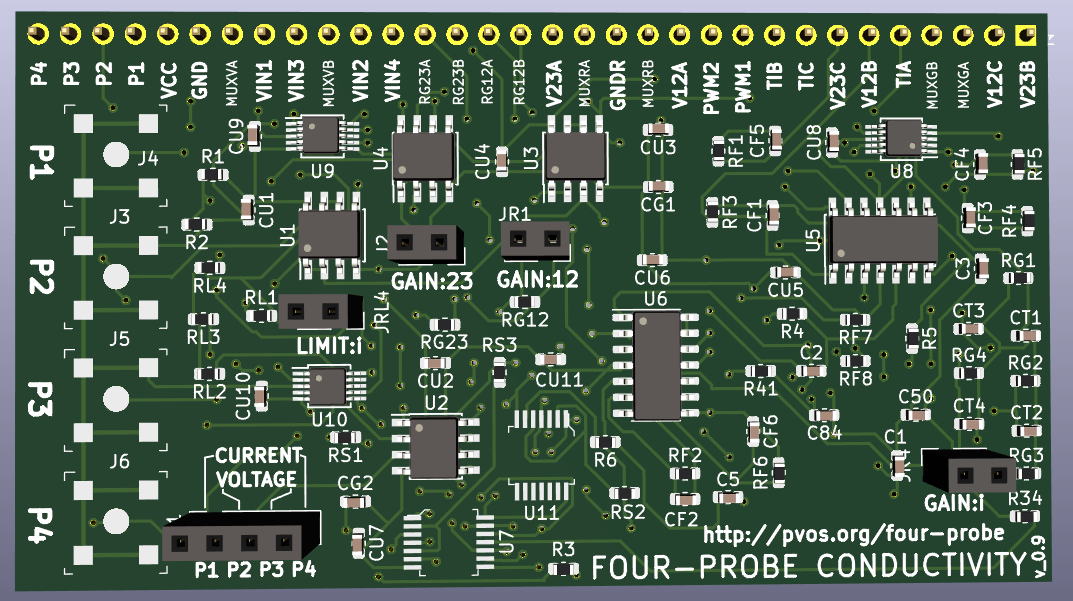 P4 P3 P2 P1 VCC GND MUXVA VIN1 VIN3 MUXVB VIN2 VIN4 RG23A RG23B RG12A RG12B V23A MUXRA GNDR MUXRB V12A PWM2 PWM1 TIB TIC V23C V12B TIA MUXGB MUXGA V12C V23B
P1
J4
R1
CU9
U9
U4
CU4
U3
CU3
RF1
CF5
CU8
U8
CF4
RF5
J3
CU1
R2
U1
JR1
CG1
RF3
CF1
U5
CF3
RF4
P2
RL4
GAIN:23
GAIN:12
CU6
CU5
C3
RG1
RL1
JRL4
RG12
U6
J5
RL3
LIMIT:i
RG23
RS3
R4
RF7
R5
CT3
CT1
P3
RL2
CU10
U10
CU2
CU11
R41
C2
RF8
RG4
RG2
U2
C84
C50
CT4
CT2
J6
CURRENT
VOLTAGE
RS1
R6
RF2
CF6
RF6
C1
RG3
P4
CG2
U11
RS2
CF2
C5
GAIN:i
R34
CU7
U7
R3
http://pvos.org/four-probe
P1 P2 P3 P4
FOUR-PROBE CONDUCTIVITY
v_0.9